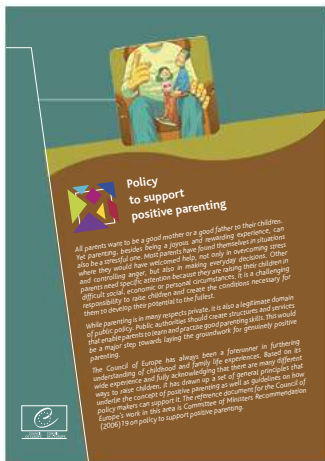 Policy
to support
positive parenting
All parents want to be a good mother or a good father to their children.
Yet parenting, besides being a joyous and rewarding experience, can
also be a stressful one. Most parents have found themselves in situations
where they would have welcomed help, not only in overcoming stress
and controlling anger, but also in making everyday decisions. Other
parents need specific attention because they are raising their children in
difficult social, economic or personal circumstances. It is a challenging
responsibility to raise children and create the conditions necessary for
them to develop their potential to the fullest.
While parenting is in many respects private, it is also a legitimate domain
of public policy. Public authorities should create structures and services
that enable parents to learn and practise good parenting skills. This would
be a major step towards laying the groundwork for genuinely positive
parenting.
The Council of Europe has always been a forerunner in furthering
understanding of childhood and family life experiences. Based on its
wide experience and fully acknowledging that there are many different
ways to raise children, it has drawn up a set of general principles that
underlie the concept of positive parenting as well as guidelines on how
policy makers can support it. The reference document for the Council of
Europe's work in this area is Committee of Ministers Recommendation
(2006)19 on policy to support positive parenting.